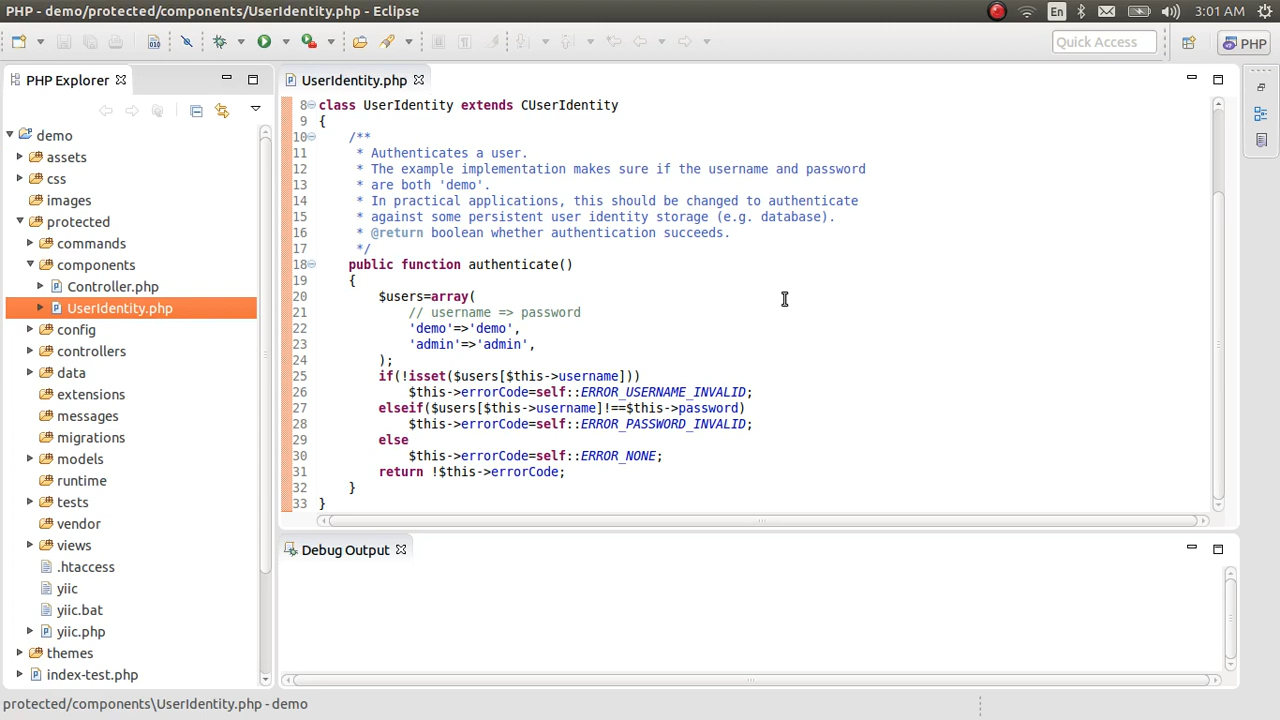 PHP - demo/protected/components/UserIdentity.php - Eclipse
En
3:01 AM
Quick Access
PHP
PHP Explorer
demo
assets
css
images
protected
commands
components
Controller.php
UserIdentity.php
config
controllers
data
extensions
messages
migrations
models
runtime
tests
vendor
views
.htaccess
yiic
yiic.bat
yiic.php
themes
index-test.php
UserIdentity.php
8 class UserIdentity extends CUserIdentity
9 {
10     /**
11      * Authenticates a user.
12      * The example implementation makes sure if the username and password
13      * are both 'demo'.
14      * In practical applications, this should be changed to authenticate
15      * against some persistent user identity storage (e.g. database).
16      * @return boolean whether authentication succeeds.
17      */
18     public function authenticate()
19     {
20         $users=array(
21             // username => password
22             'demo'=>'demo',
23             'admin'=>'admin',
24         );
25         if(!isset($users[$this->username]))
26             $this->errorCode=self::ERROR_USERNAME_INVALID;
27         elseif($users[$this->username]!==$this->password)
28             $this->errorCode=self::ERROR_PASSWORD_INVALID;
29         else
30             $this->errorCode=self::ERROR_NONE;
31         return !$this->errorCode;
32     }
33 }
Debug Output
protected/components\UserIdentity.php - demo